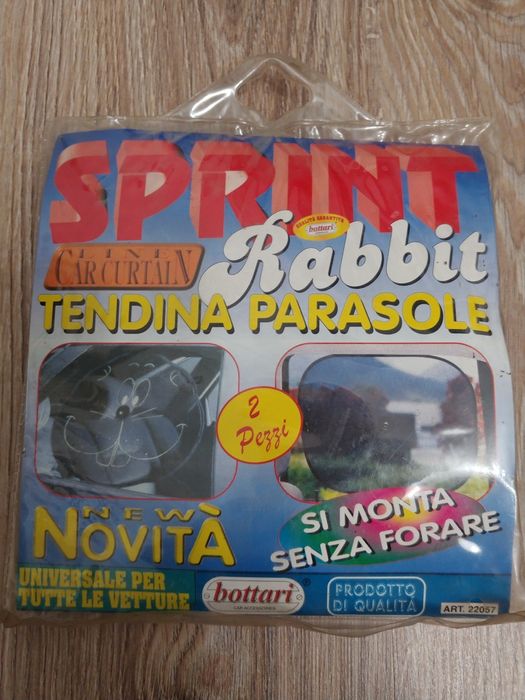 SPRINT
QUALITÀ GARANTITA
bottari
LINE
CAR CURTAIN
Rabbit
TENDINA PARASOLE
2
Pezzi
NEW
NOVITÀ
SI MONTA
SENZA FORARE
UNIVERSALE PER
TUTTE LE VETTURE
bottari®
CAR ACCESSORIES
PRODOTTO
DI QUALITÀ
ART. 22057